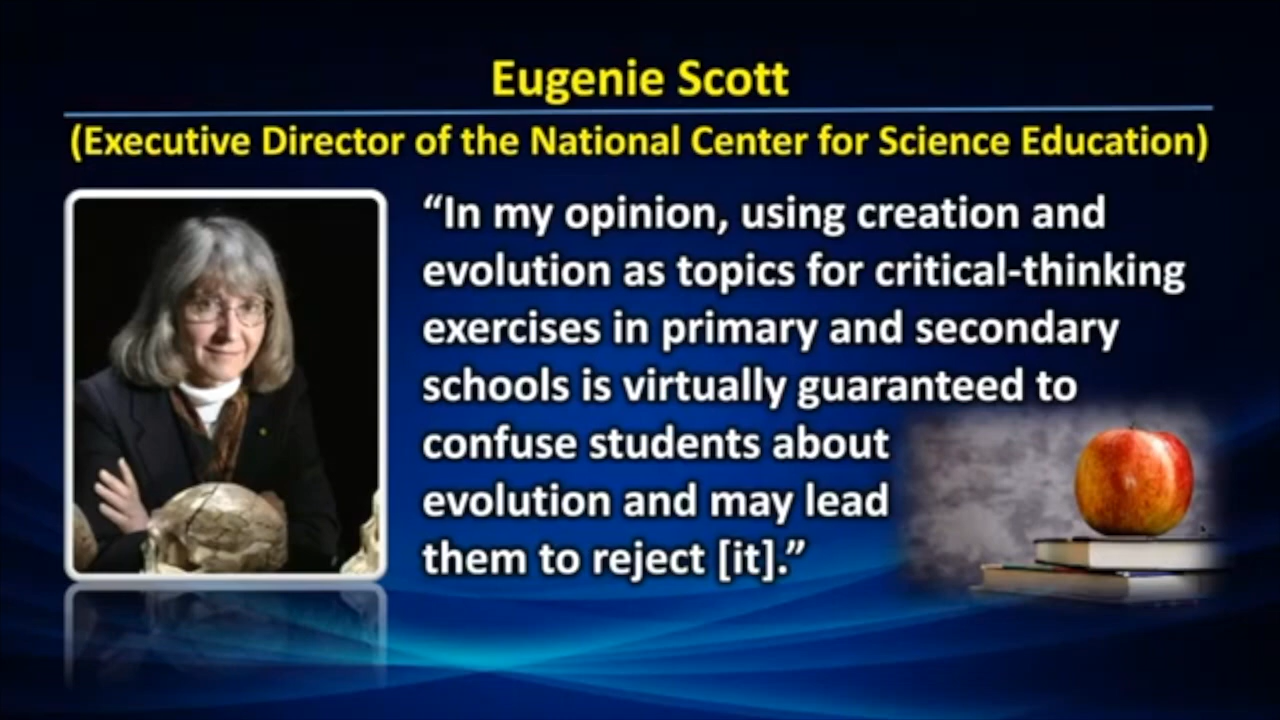 Eugenie Scott
(Executive Director of the National Center for Science Education)
“In my opinion, using creation and
evolution as topics for critical-thinking
exercises in primary and secondary
schools is virtually guaranteed to
confuse students about
evolution and may lead
them to reject [it].”